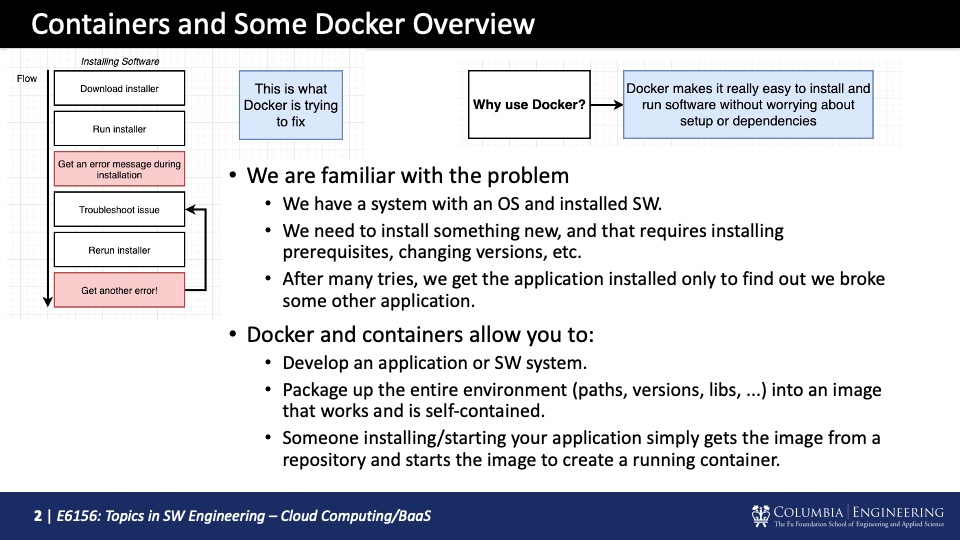 Containers and Some Docker Overview
Installing Software
Flow
Download installer
Run installer
Get an error message during
installation
Troubleshoot issue
Rerun installer
Get another error!
This is what
Docker is trying
to fix
Why use Docker?
Docker makes it really easy to install and
run software without worrying about
setup or dependencies
• We are familiar with the problem
• We have a system with an OS and installed SW.
• We need to install something new, and that requires installing
prerequisites, changing versions, etc.
• After many tries, we get the application installed only to find out we broke
some other application.
• Docker and containers allow you to:
• Develop an application or SW system.
• Package up the entire environment (paths, versions, libs, ...) into an image
that works and is self-contained.
• Someone installing/starting your application simply gets the image from a
repository and starts the image to create a running container.
2 | E6156: Topics in SW Engineering – Cloud Computing/BaaS
COLUMBIA | ENGINEERING
The Fu Foundation School of Engineering and Applied Science